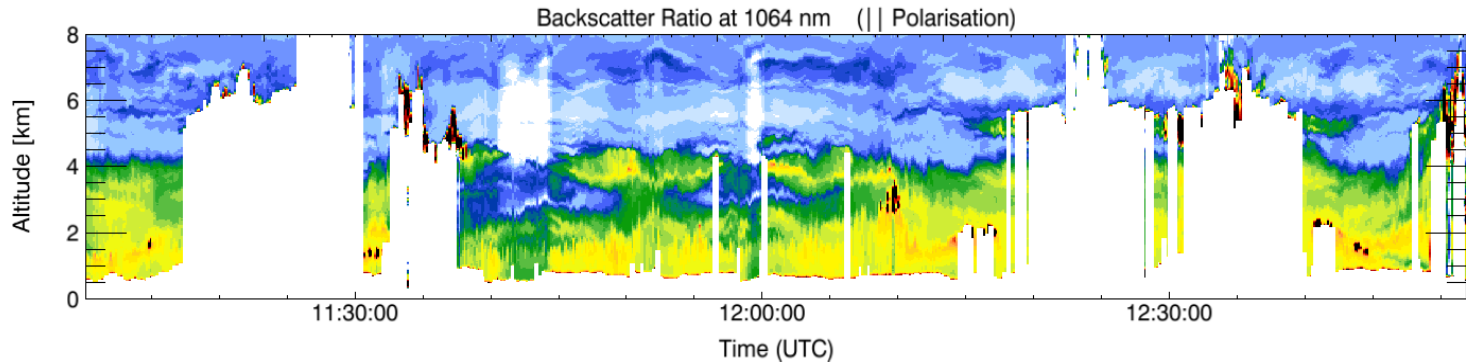 Backscatter Ratio at 1064 nm (|| Polarisation)
8
6
4
2
0
Altitude [km]
11:30:00 12:00:00 12:30:00
Time (UTC)